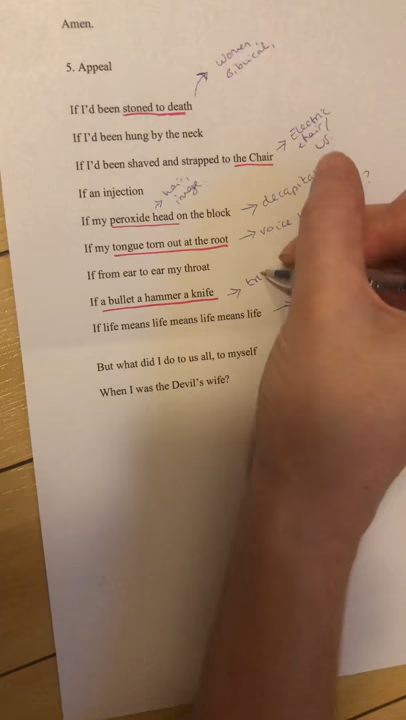 Amen.
5. Appeal
women,
Biblical,
If I'd been stoned to death
If I'd been hung by the neck
Electric
chair/
US.
If I'd been shaved and strapped to the Chair
If an injection
hair,
image
If my peroxide head on the block
?
If my tongue torn out at the root
voice
If from ear to ear my throat
If a bullet a hammer a knife
If life means life means life means life
But what did I do to us all, to myself
When I was the Devil's wife?